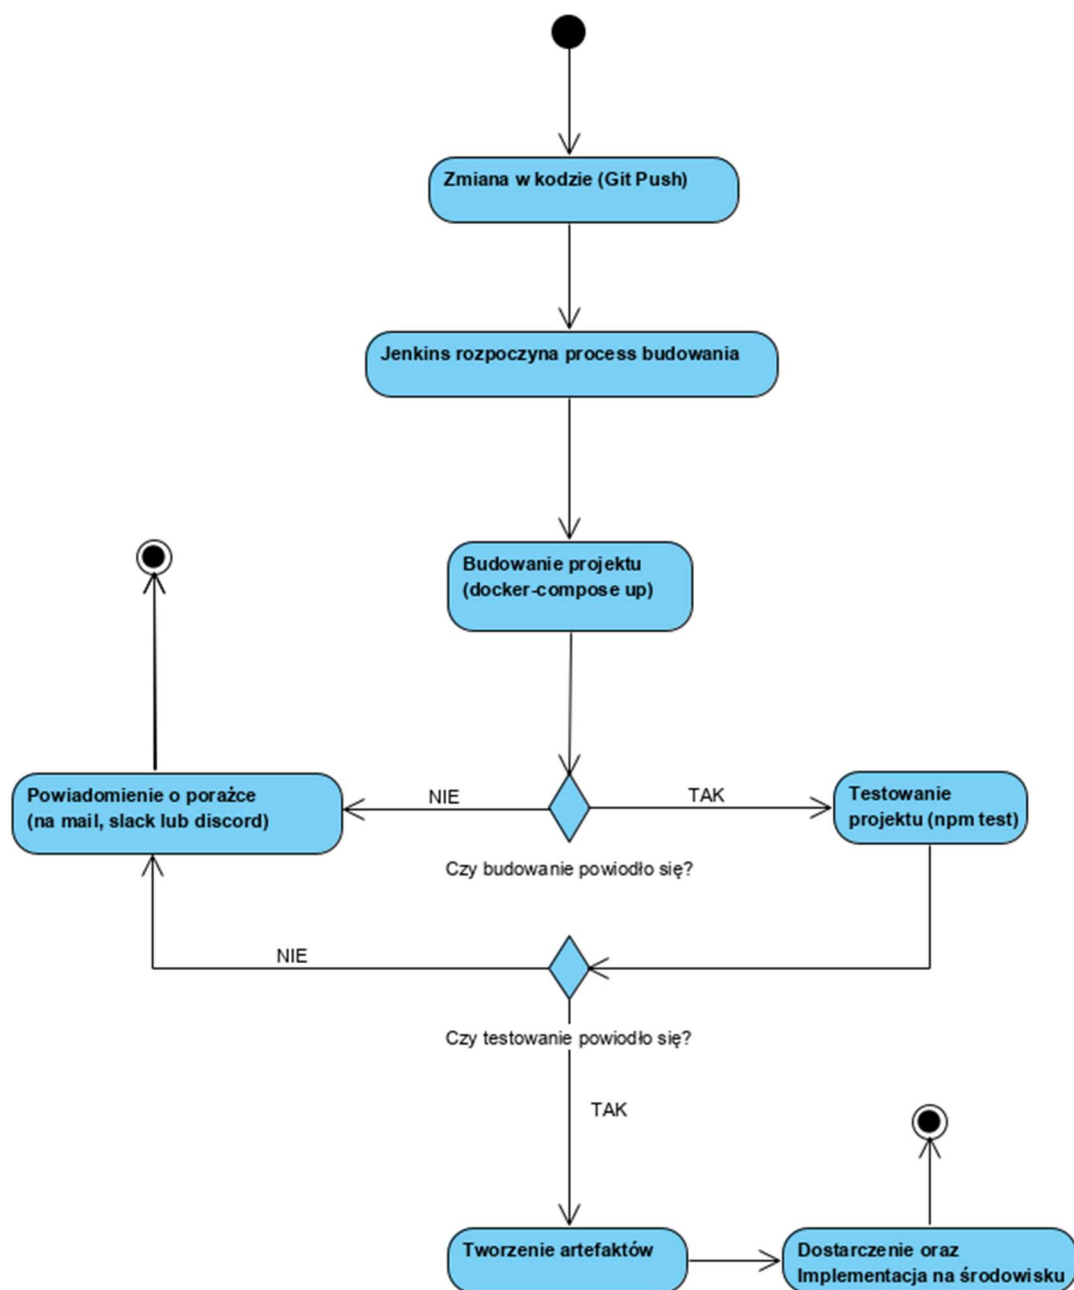 Zmiana w kodzie (Git Push)
Jenkins rozpoczyna process budowania
Budowanie projektu
(docker-compose up)
Powiadomienie o porażce
(na mail, slack lub discord)
NIE
TAK
Testowanie
projektu (npm test)
Czy budowanie powiodło się?
NIE
Czy testowanie powiodło się?
TAK
Tworzenie artefaktów
Dostarczenie oraz
Implementacja na środowisku